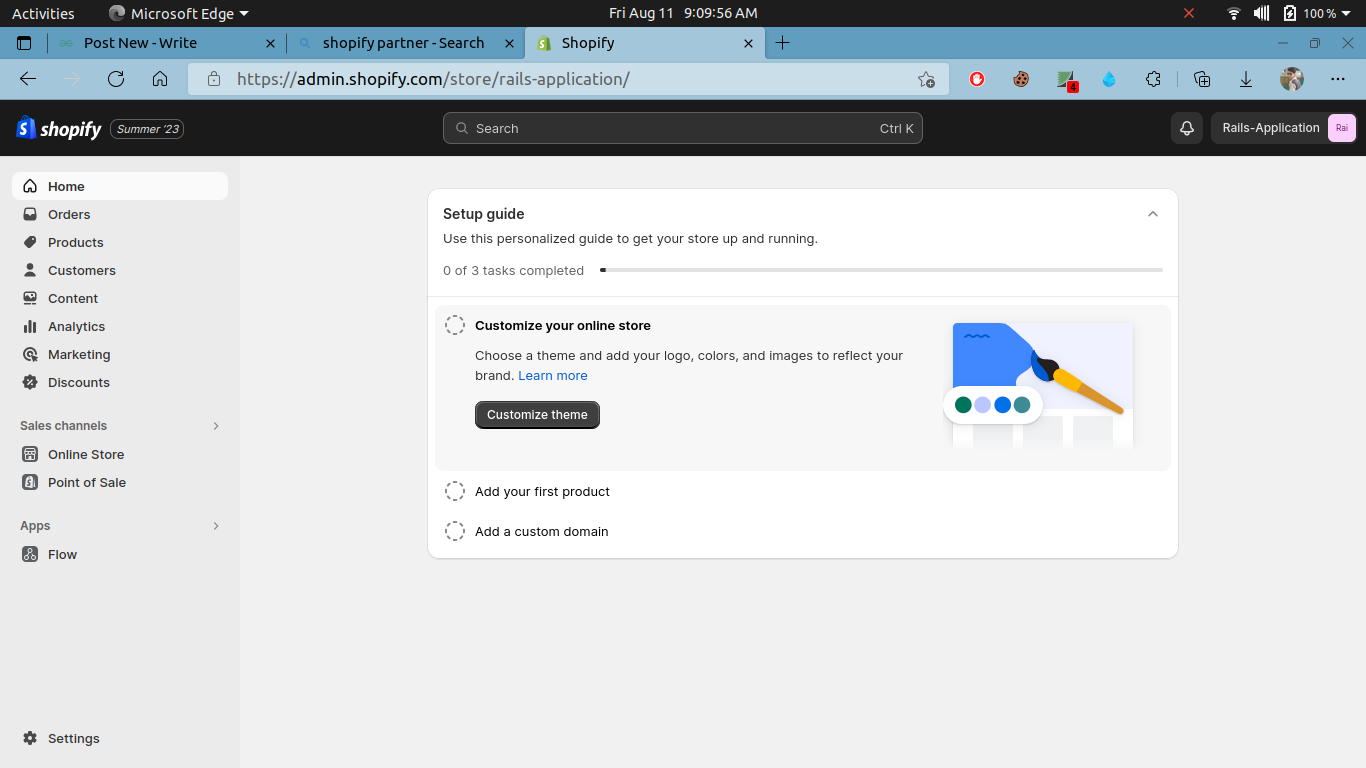 Activities
Microsoft Edge
Fri Aug 11 9:09:56 AM
100 %
Post New - Write
shopify partner - Search
Shopify
https://admin.shopify.com/store/rails-application/
4
shopify
Summer '23
Search
Ctrl K
Rails-Application
Rai
Home
Orders
Products
Customers
Content
Analytics
Marketing
Discounts
Sales channels
Online Store
Point of Sale
Apps
Flow
Settings
Setup guide
Use this personalized guide to get your store up and running.
0 of 3 tasks completed
Customize your online store
Choose a theme and add your logo, colors, and images to reflect your
brand. Learn more
Customize theme
Add your first product
Add a custom domain